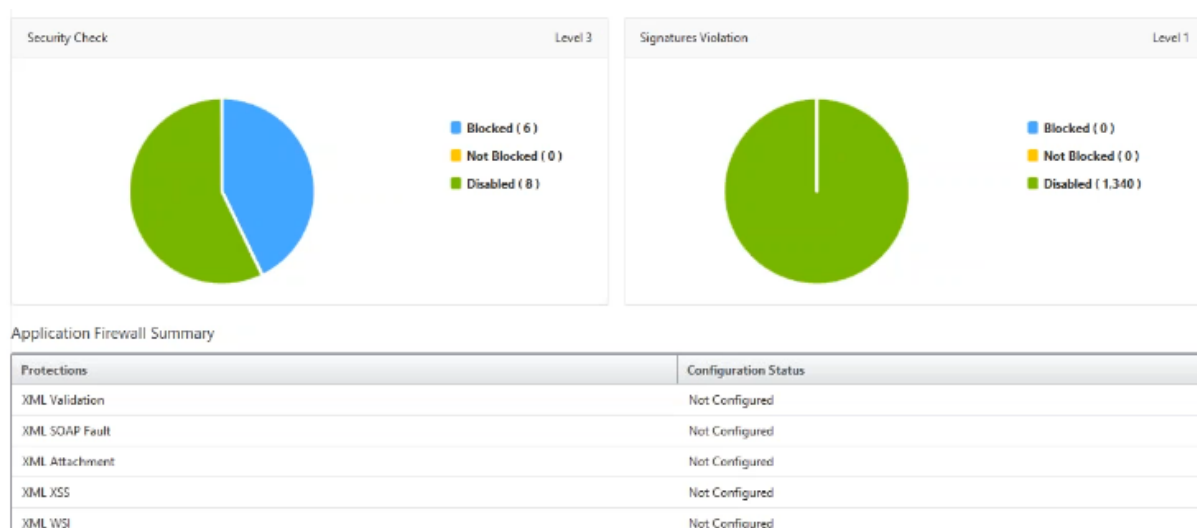 Security Check Level 3
Signatures Violation Level 1
Blocked ( 6 )
Not Blocked ( 0 )
Disabled ( 8 )
Blocked ( 0 )
Not Blocked ( 0 )
Disabled ( 1,340 )
Application Firewall Summary
Protections Configuration Status
XML Validation Not Configured
XML SOAP Fault Not Configured
XML Attachment Not Configured
XML XSS Not Configured
XML WSI Not Configured